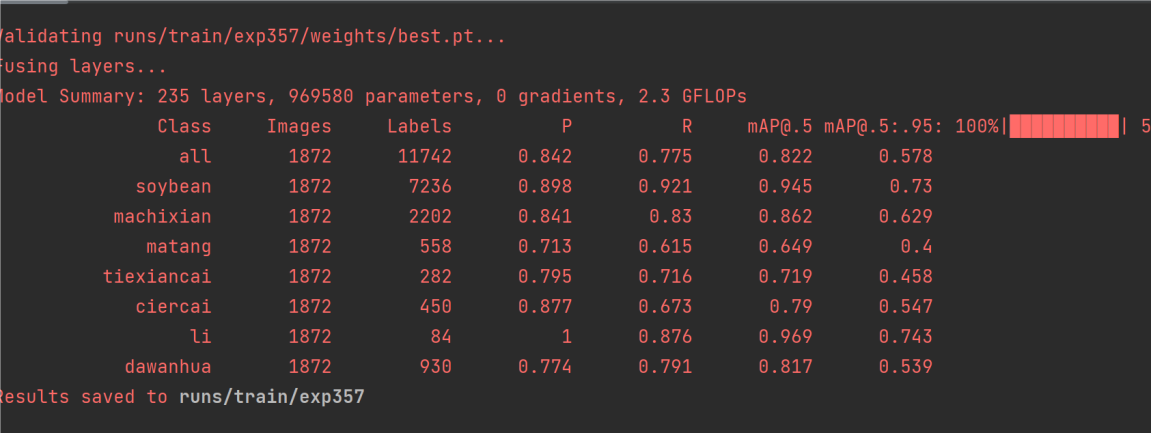 Validating runs/train/exp357/weights/best.pt...
Fusing layers...
Model Summary: 235 layers, 969580 parameters, 0 gradients, 2.3 GFLOPs
Class Images Labels P R mAP@.5 mAP@.5:.95: 100%|██████████| 5
all 1872 11742 0.842 0.775 0.822 0.578
soybean 1872 7236 0.898 0.921 0.945 0.73
machixian 1872 2202 0.841 0.83 0.862 0.629
matang 1872 558 0.713 0.615 0.649 0.4
tiexiancai 1872 282 0.795 0.716 0.719 0.458
ciercai 1872 450 0.877 0.673 0.79 0.547
li 1872 84 1 0.876 0.969 0.743
dawanhua 1872 930 0.774 0.791 0.817 0.539
Results saved to runs/train/exp357